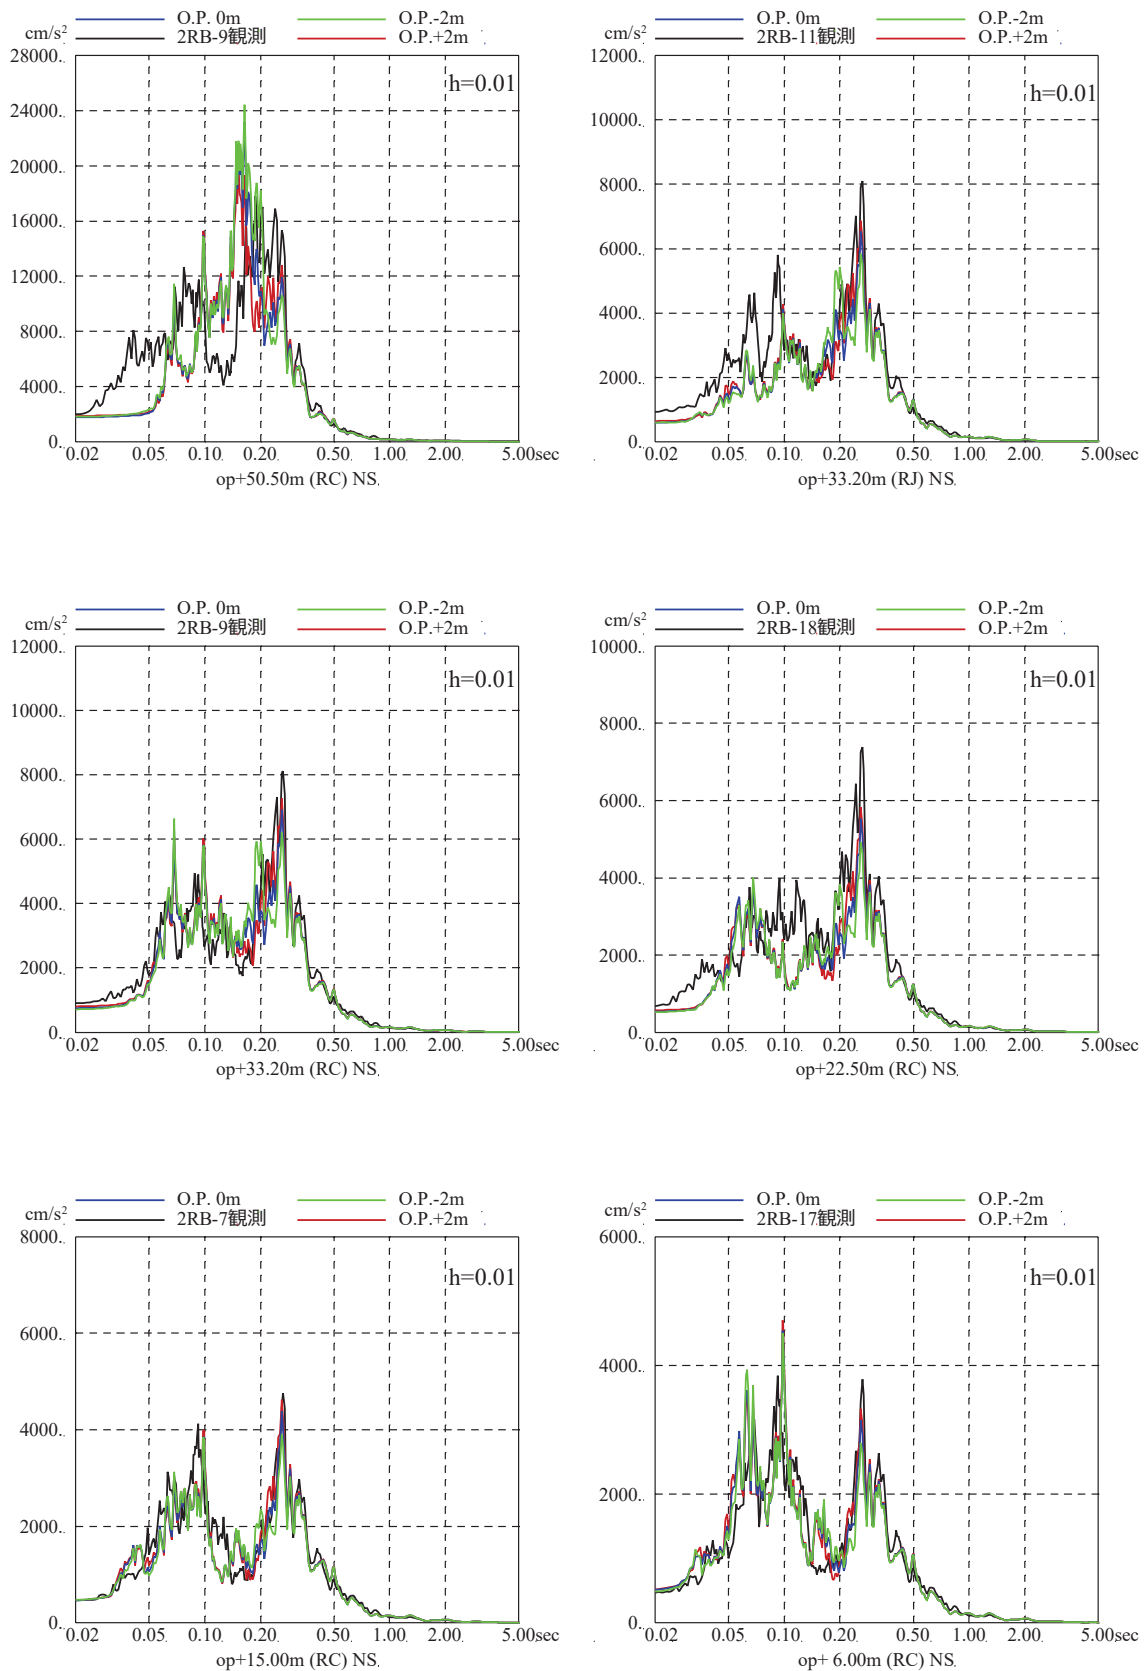 O.P. 0m O.P.-2m
cm/s² 2RB-9観測 O.P.+2m
28000.
h=0.01
24000.
20000.
16000.
12000.
8000.
4000.
0.
0.02 0.05 0.10 0.20 0.50 1.00 2.00 5.00sec
op+50.50m (RC) NS
O.P. 0m O.P.-2m
cm/s² 2RB-11観測 O.P.+2m
12000.
h=0.01
10000.
8000.
6000.
4000.
2000.
0.
0.02 0.05 0.10 0.20 0.50 1.00 2.00 5.00sec
op+33.20m (RJ) NS
O.P. 0m O.P.-2m
cm/s² 2RB-9観測 O.P.+2m
12000.
h=0.01
10000.
8000.
6000.
4000.
2000.
0.
0.02 0.05 0.10 0.20 0.50 1.00 2.00 5.00sec
op+33.20m (RC) NS
O.P. 0m O.P.-2m
cm/s² 2RB-18観測 O.P.+2m
10000.
h=0.01
8000.
6000.
4000.
2000.
0.
0.02 0.05 0.10 0.20 0.50 1.00 2.00 5.00sec
op+22.50m (RC) NS
O.P. 0m O.P.-2m
cm/s² 2RB-7観測 O.P.+2m
8000.
h=0.01
6000.
4000.
2000.
0.
0.02 0.05 0.10 0.20 0.50 1.00 2.00 5.00sec
op+15.00m (RC) NS
O.P. 0m O.P.-2m
cm/s² 2RB-17観測 O.P.+2m
6000.
h=0.01
4000.
2000.
0.
0.02 0.05 0.10 0.20 0.50 1.00 2.00 5.00sec
op+ 6.00m (RC) NS